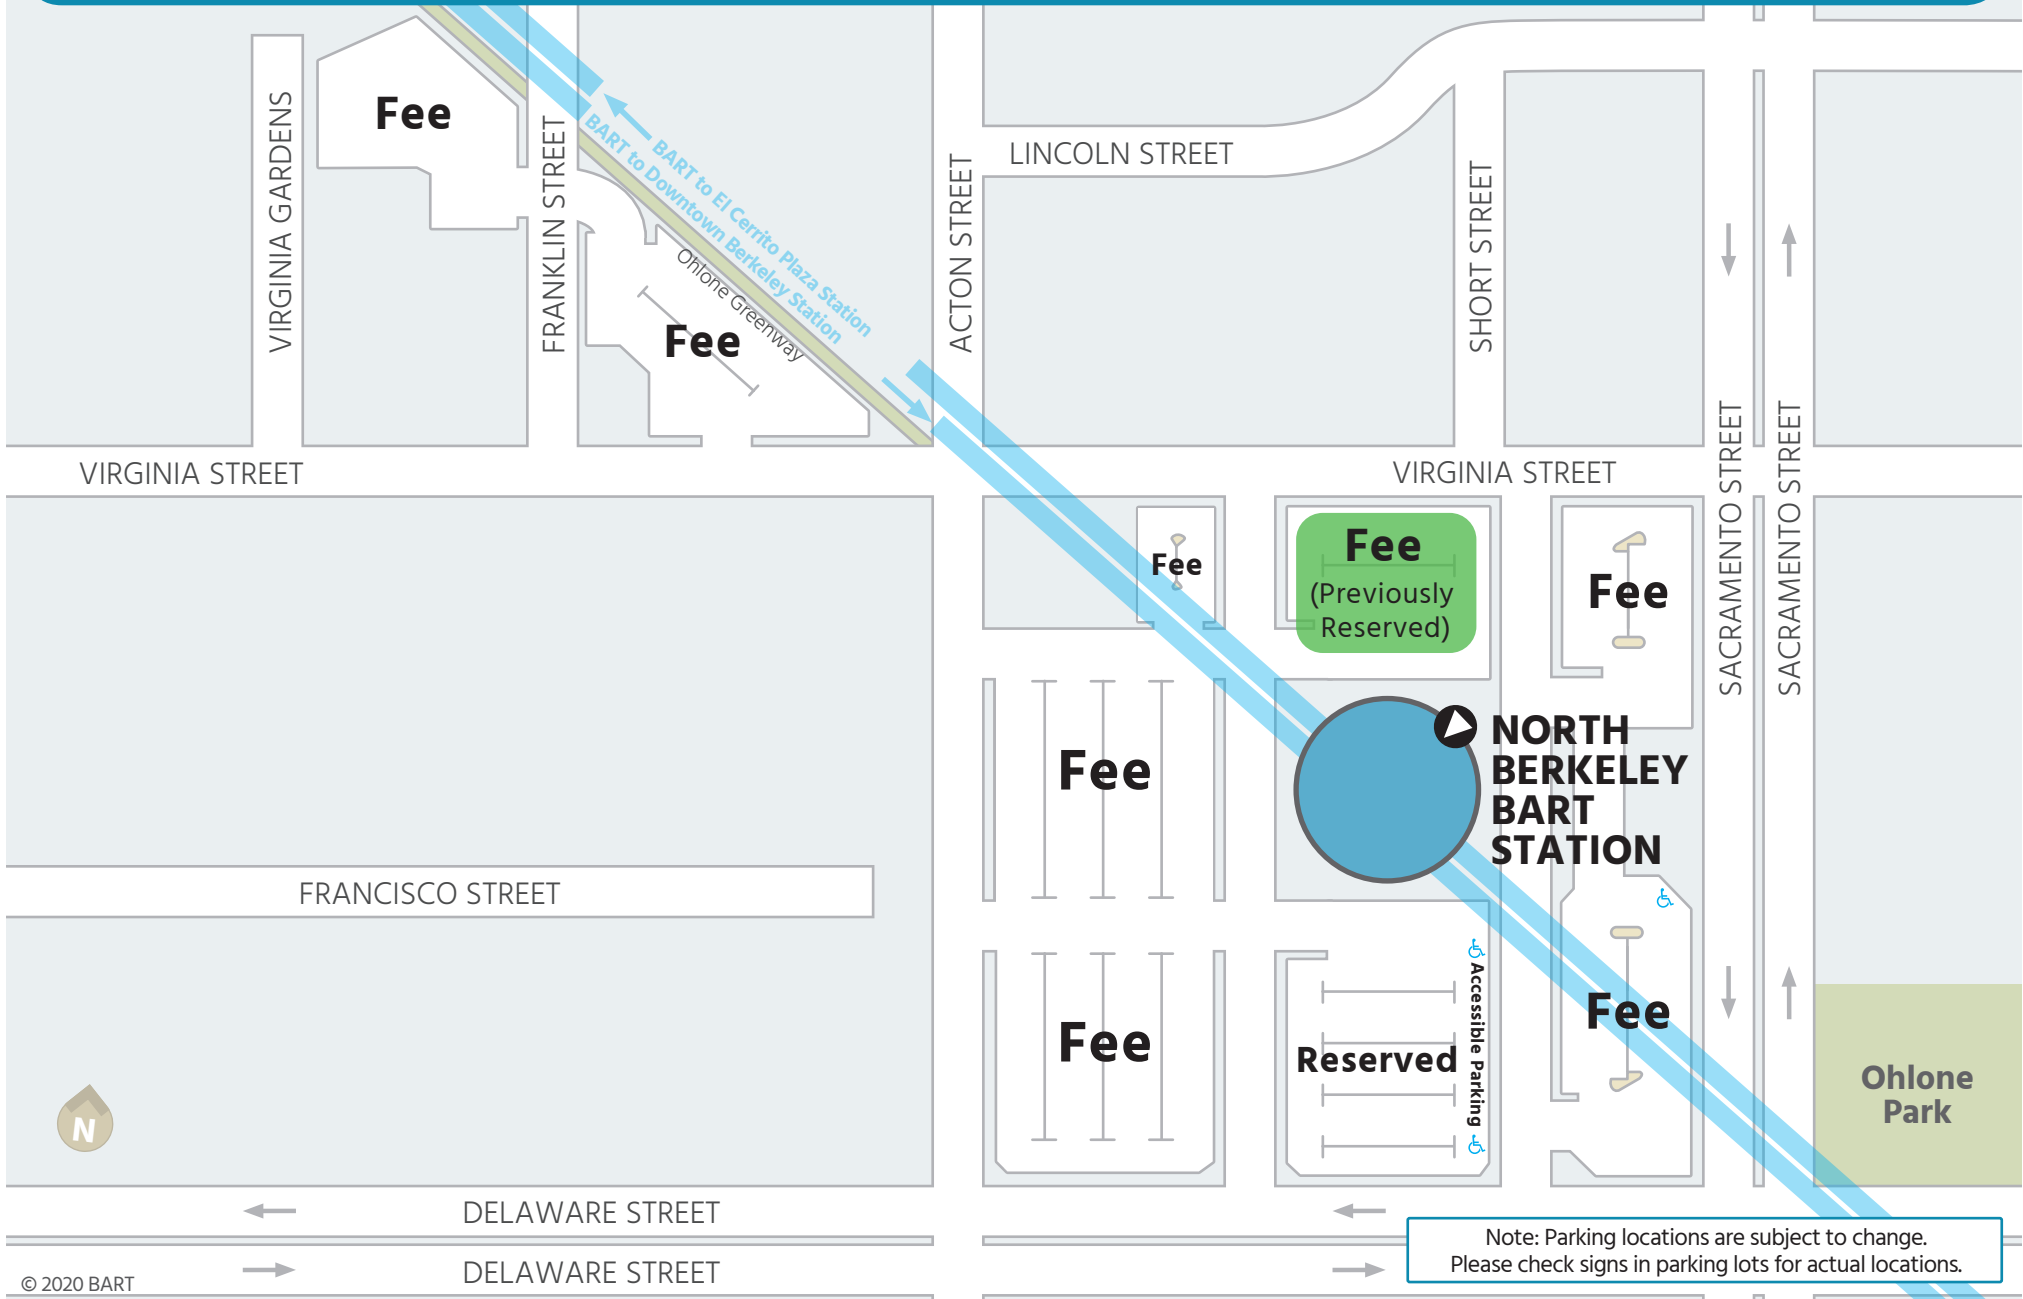 Fee
VIRGINIA GARDENS
FRANKLIN STREET
BART to El Cerrito Plaza Station
BART to Downtown Berkeley Station
Ohlone Greenway
Fee
ACTON STREET
LINCOLN STREET
SHORT STREET
SACRAMENTO STREET
SACRAMENTO STREET
VIRGINIA STREET
VIRGINIA STREET
Fee
Fee
(Previously
Reserved)
Fee
NORTH
BERKELEY
BART
STATION
Fee
FRANCISCO STREET
Fee
Reserved
Accessible Parking
Fee
Ohlone
Park
N
DELAWARE STREET
DELAWARE STREET
Note: Parking locations are subject to change.
Please check signs in parking lots for actual locations.
© 2020 BART